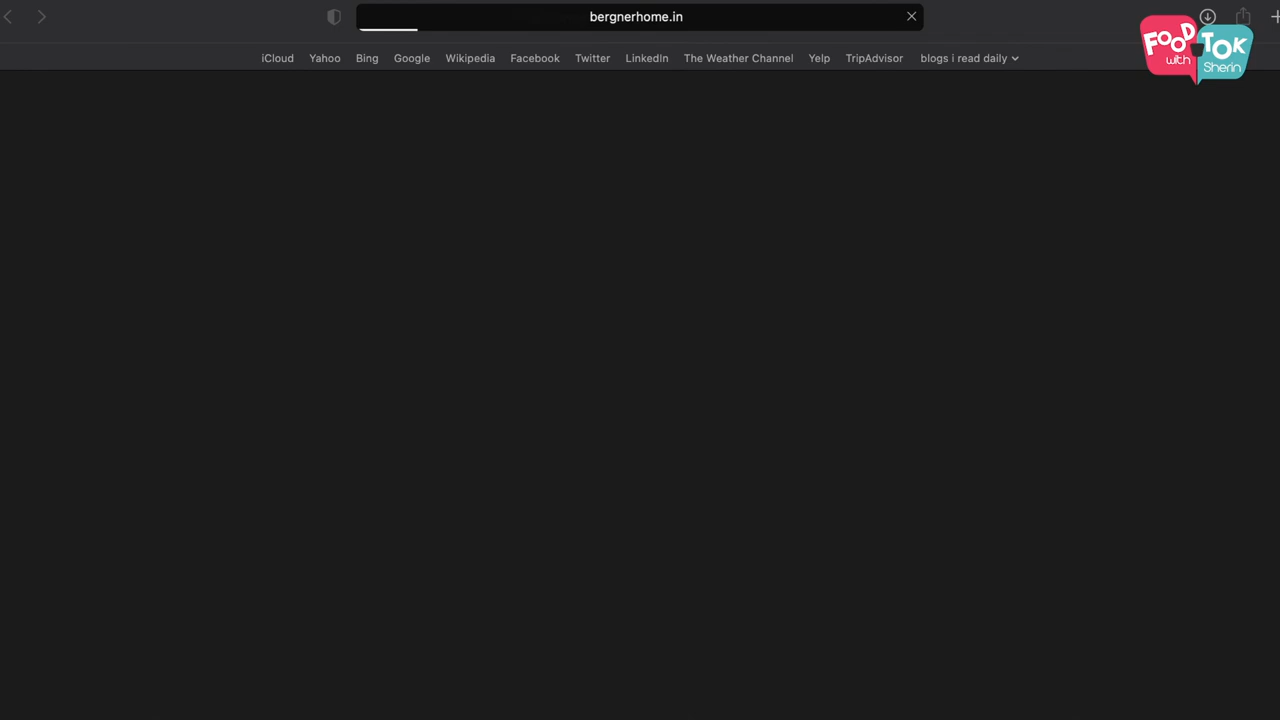 bergnerhome.in
iCloud Yahoo Bing Google Wikipedia Facebook Twitter LinkedIn The Weather Channel Yelp TripAdvisor blogs i read daily
FOOD
with
TOK
Sherin